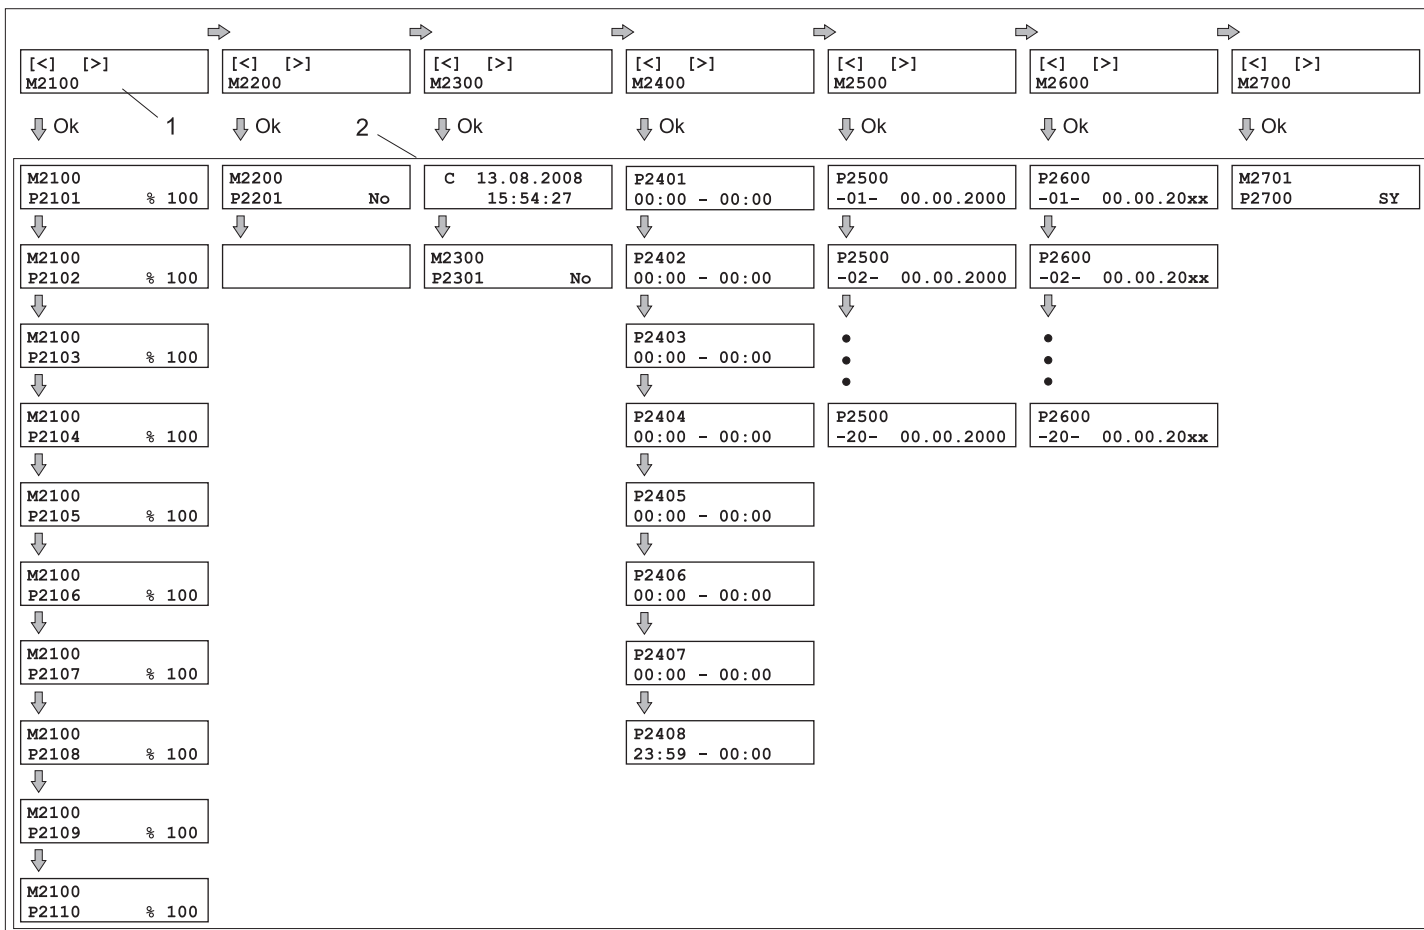 [<] [>]
M2100
[<] [>]
M2200
[<] [>]
M2300
[<] [>]
M2400
[<] [>]
M2500
[<] [>]
M2600
[<] [>]
M2700
Ok 1
Ok
2 Ok
Ok
Ok
Ok
Ok
M2100
P2101 % 100
M2100
P2102 % 100
M2100
P2103 % 100
M2100
P2104 % 100
M2100
P2105 % 100
M2100
P2106 % 100
M2100
P2107 % 100
M2100
P2108 % 100
M2100
P2109 % 100
M2100
P2110 % 100
M2200
P2201 No
C 13.08.2008
15:54:27
M2300
P2301 No
P2401
00:00 - 00:00
P2402
00:00 - 00:00
P2403
00:00 - 00:00
P2404
00:00 - 00:00
P2405
00:00 - 00:00
P2406
00:00 - 00:00
P2407
00:00 - 00:00
P2408
23:59 - 00:00
P2500
-01- 00.00.2000
P2500
-02- 00.00.2000
P2500
-20- 00.00.2000
P2600
-01- 00.00.20xx
P2600
-02- 00.00.20xx
P2600
-20- 00.00.20xx
M2701
P2700 SY